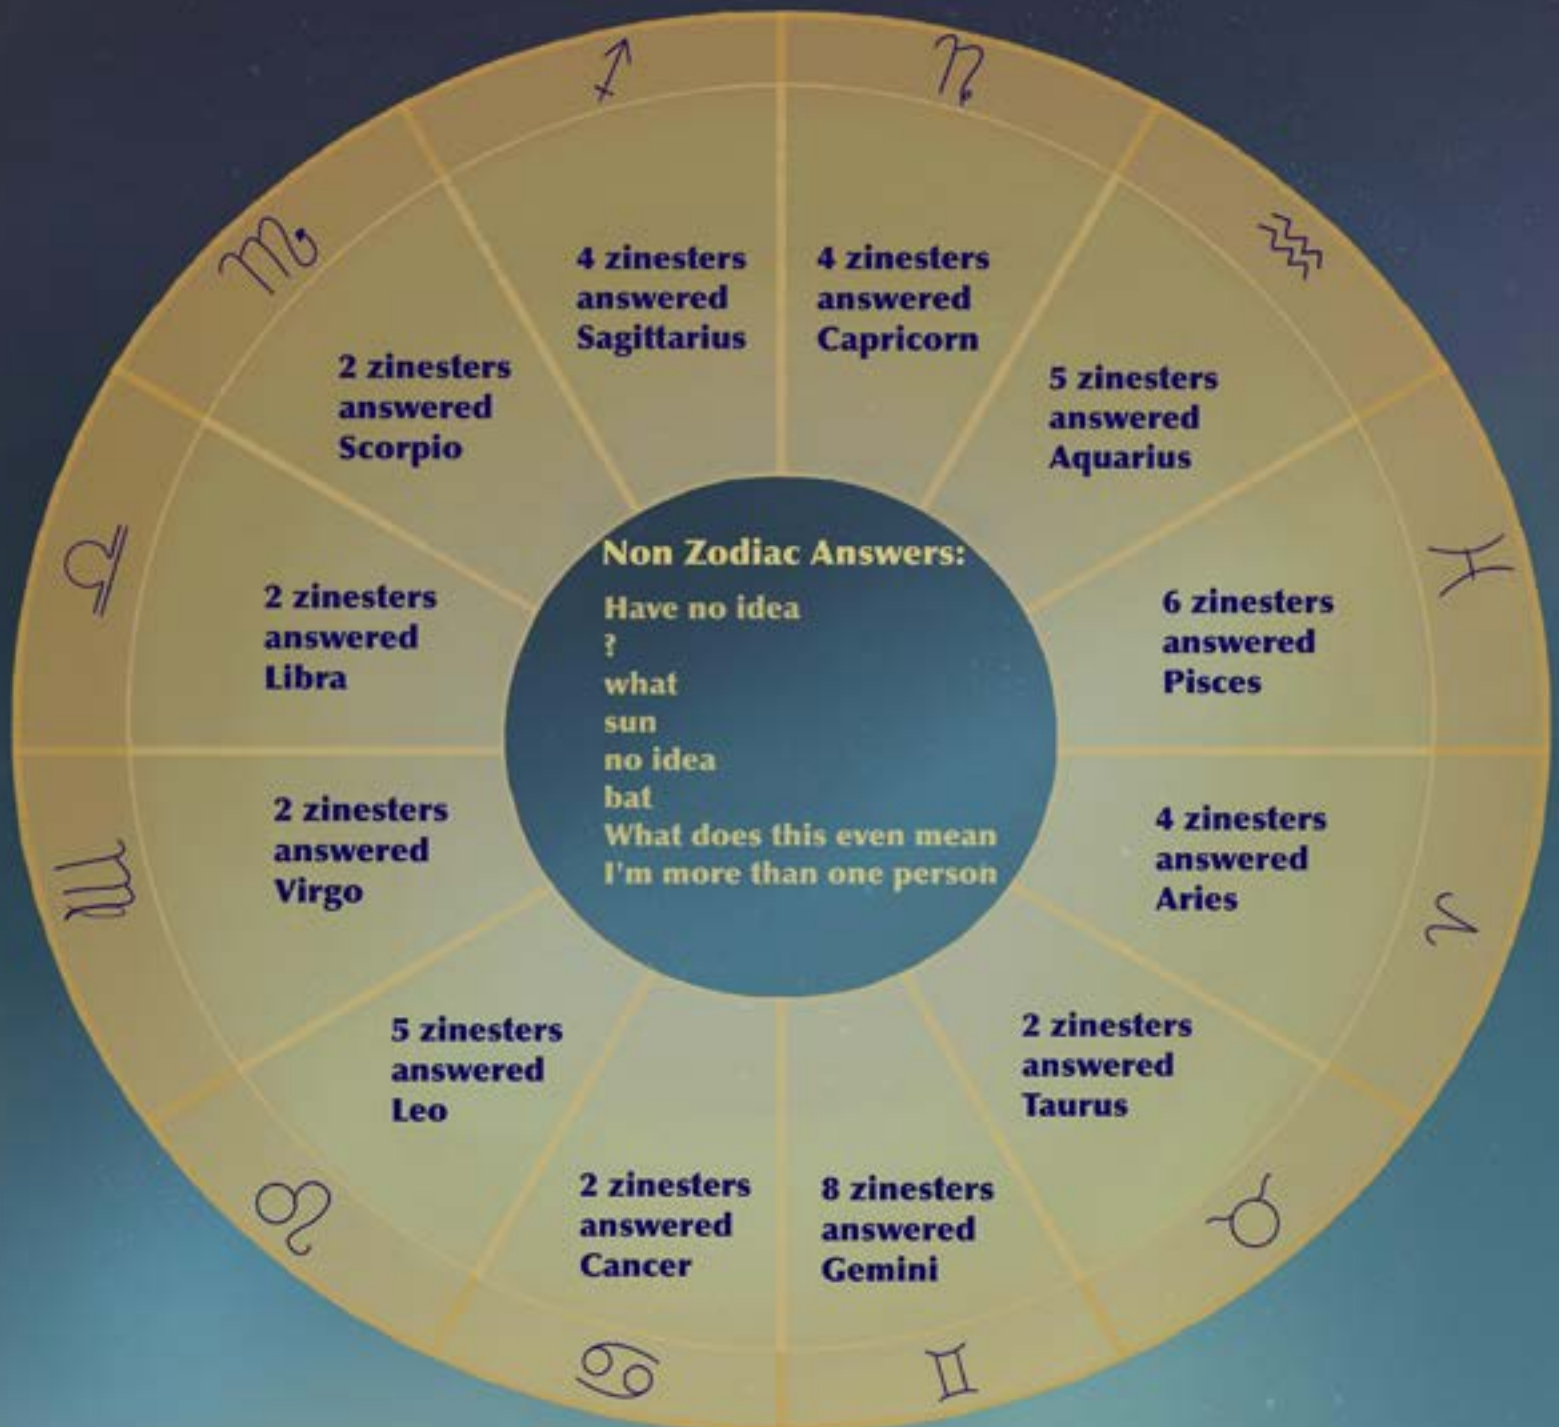 4 zinesters
answered
Sagittarius
4 zinesters
answered
Capricorn
2 zinesters
answered
Scorpio
5 zinesters
answered
Aquarius
2 zinesters
answered
Libra
Non Zodiac Answers:
Have no idea
?
what
sun
no idea
bat
What does this even mean
I'm more than one person
6 zinesters
answered
Pisces
2 zinesters
answered
Virgo
4 zinesters
answered
Aries
5 zinesters
answered
Leo
2 zinesters
answered
Taurus
2 zinesters
answered
Cancer
8 zinesters
answered
Gemini